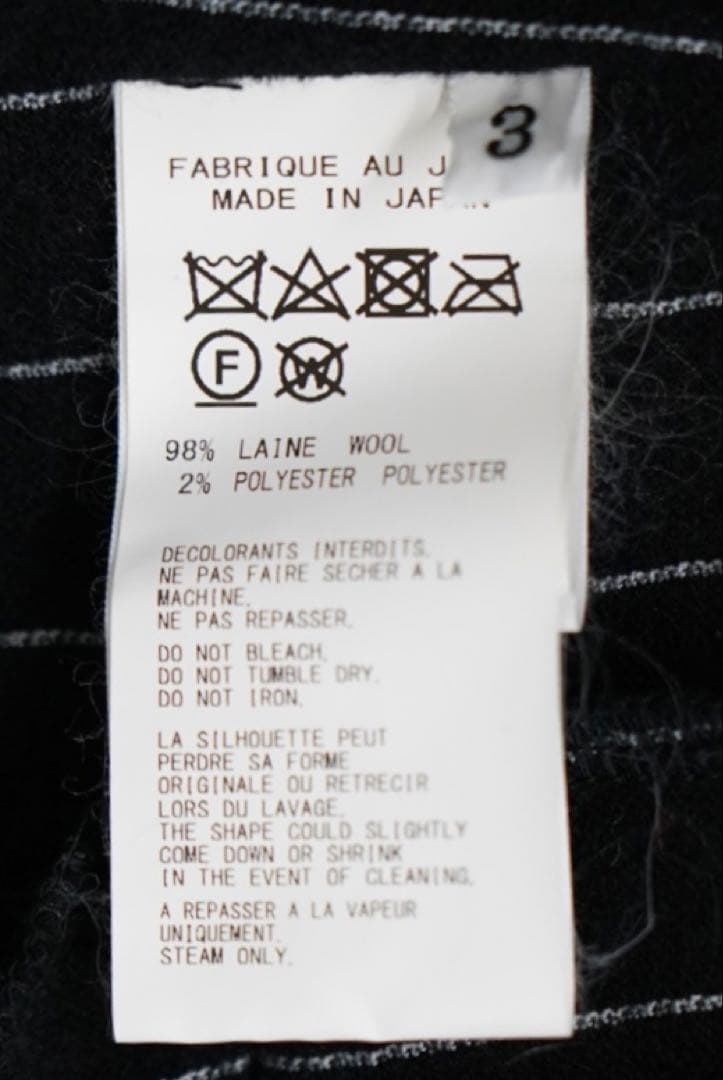 3
FABRIQUE AU J
MADE IN JAP
F
W
98% LAINE WOOL
2% POLYESTER POLYESTER
DECOLORANTS INTERDITS.
NE PAS FAIRE SECHER A LA
MACHINE.
NE PAS REPASSER.
DO NOT BLEACH.
DO NOT TUMBLE DRY.
DO NOT IRON.
LA SILHOUETTE PEUT
PERDRE SA FORME
ORIGINALE OU RETRECIR
LORS DU LAVAGE.
THE SHAPE COULD SLIGHTLY
COME DOWN OR SHRINK
IN THE EVENT OF CLEANING.
A REPASSER A LA VAPEUR
UNIQUEMENT.
STEAM ONLY.